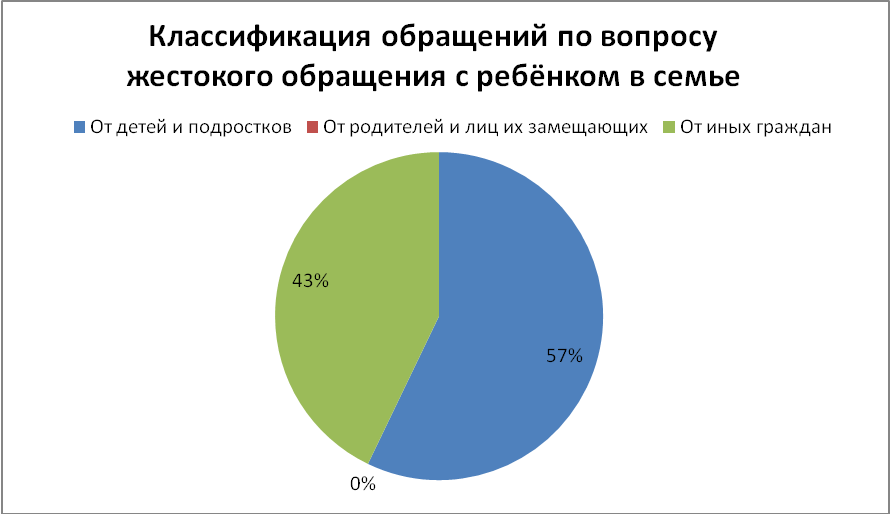 Классификация обращений по вопросу
жестокого обращения с ребёнком в семье
От детей и подростков От родителей и лиц их замещающих От иных граждан
43%
57%
0%